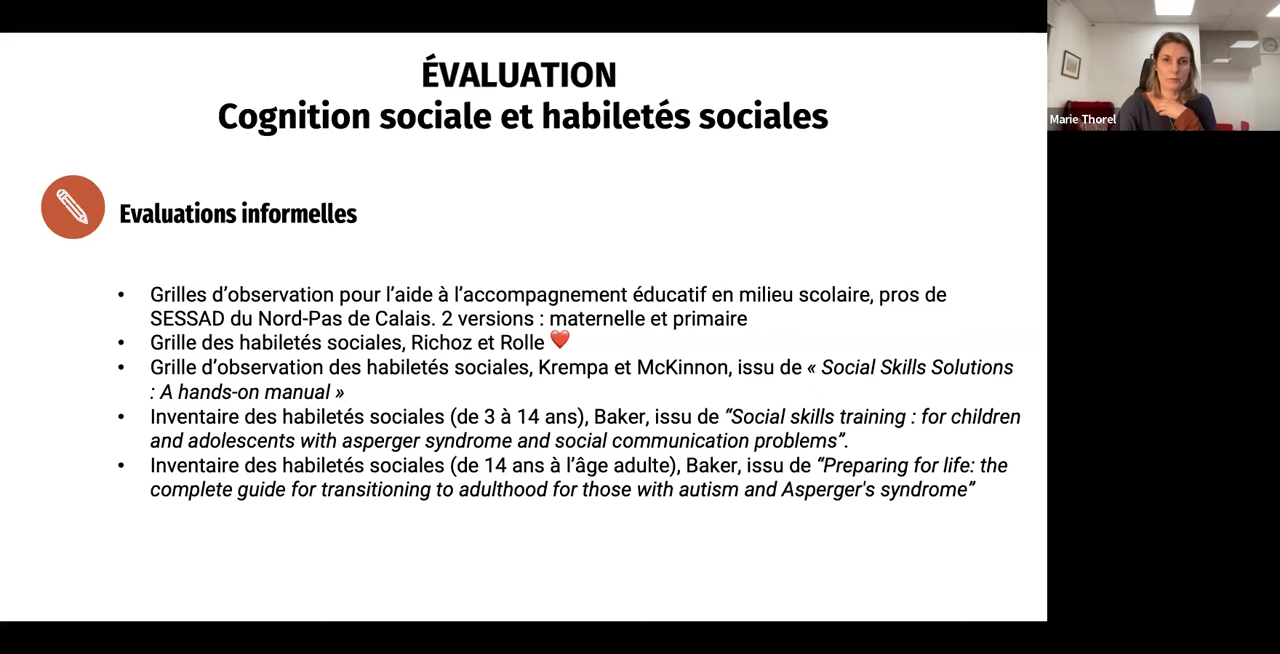 ÉVALUATION
Cognition sociale et habiletés sociales
Marie Thorel
Evaluations informelles
• Grilles d’observation pour l’aide à l’accompagnement éducatif en milieu scolaire, pros de
SESSAD du Nord-Pas de Calais. 2 versions : maternelle et primaire
• Grille des habiletés sociales, Richoz et Rolle ❤️
• Grille d’observation des habiletés sociales, Krempa et McKinnon, issu de « Social Skills Solutions
: A hands-on manual »
• Inventaire des habiletés sociales (de 3 à 14 ans), Baker, issu de “Social skills training : for children
and adolescents with asperger syndrome and social communication problems”.
• Inventaire des habiletés sociales (de 14 ans à l’âge adulte), Baker, issu de “Preparing for life: the
complete guide for transitioning to adulthood for those with autism and Asperger's syndrome”